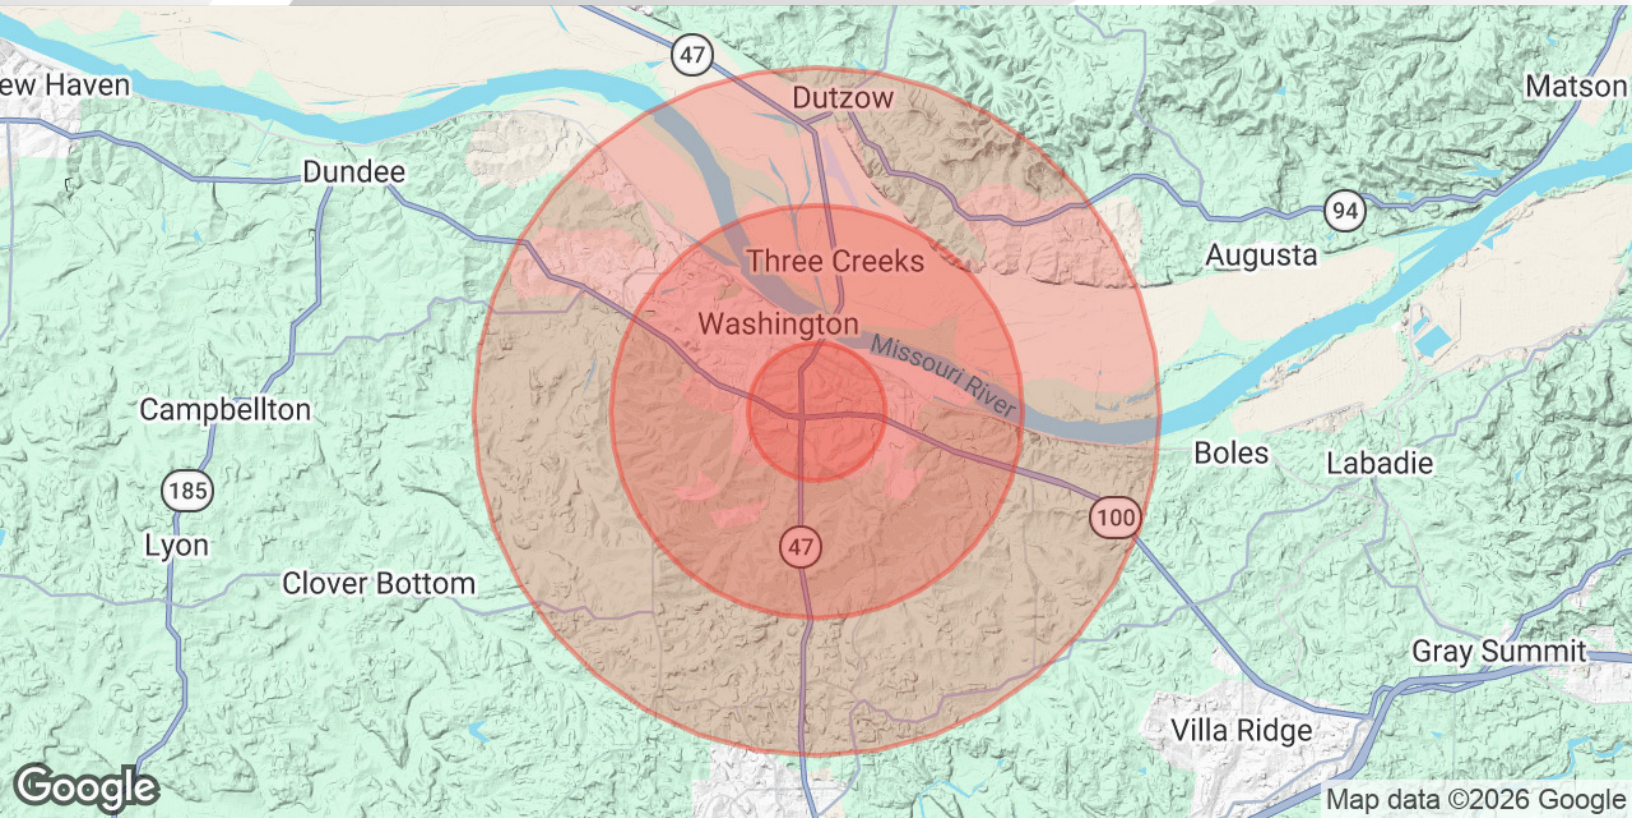 47
ew Haven
Matson
Dutzow
Dundee
94
Augusta
Three Creeks
Washington
Missouri River
Campbellton
Boles
Labadie
185
100
Lyon
47
Clover Bottom
Gray Summit
Villa Ridge
Google
Map data ©2026 Google